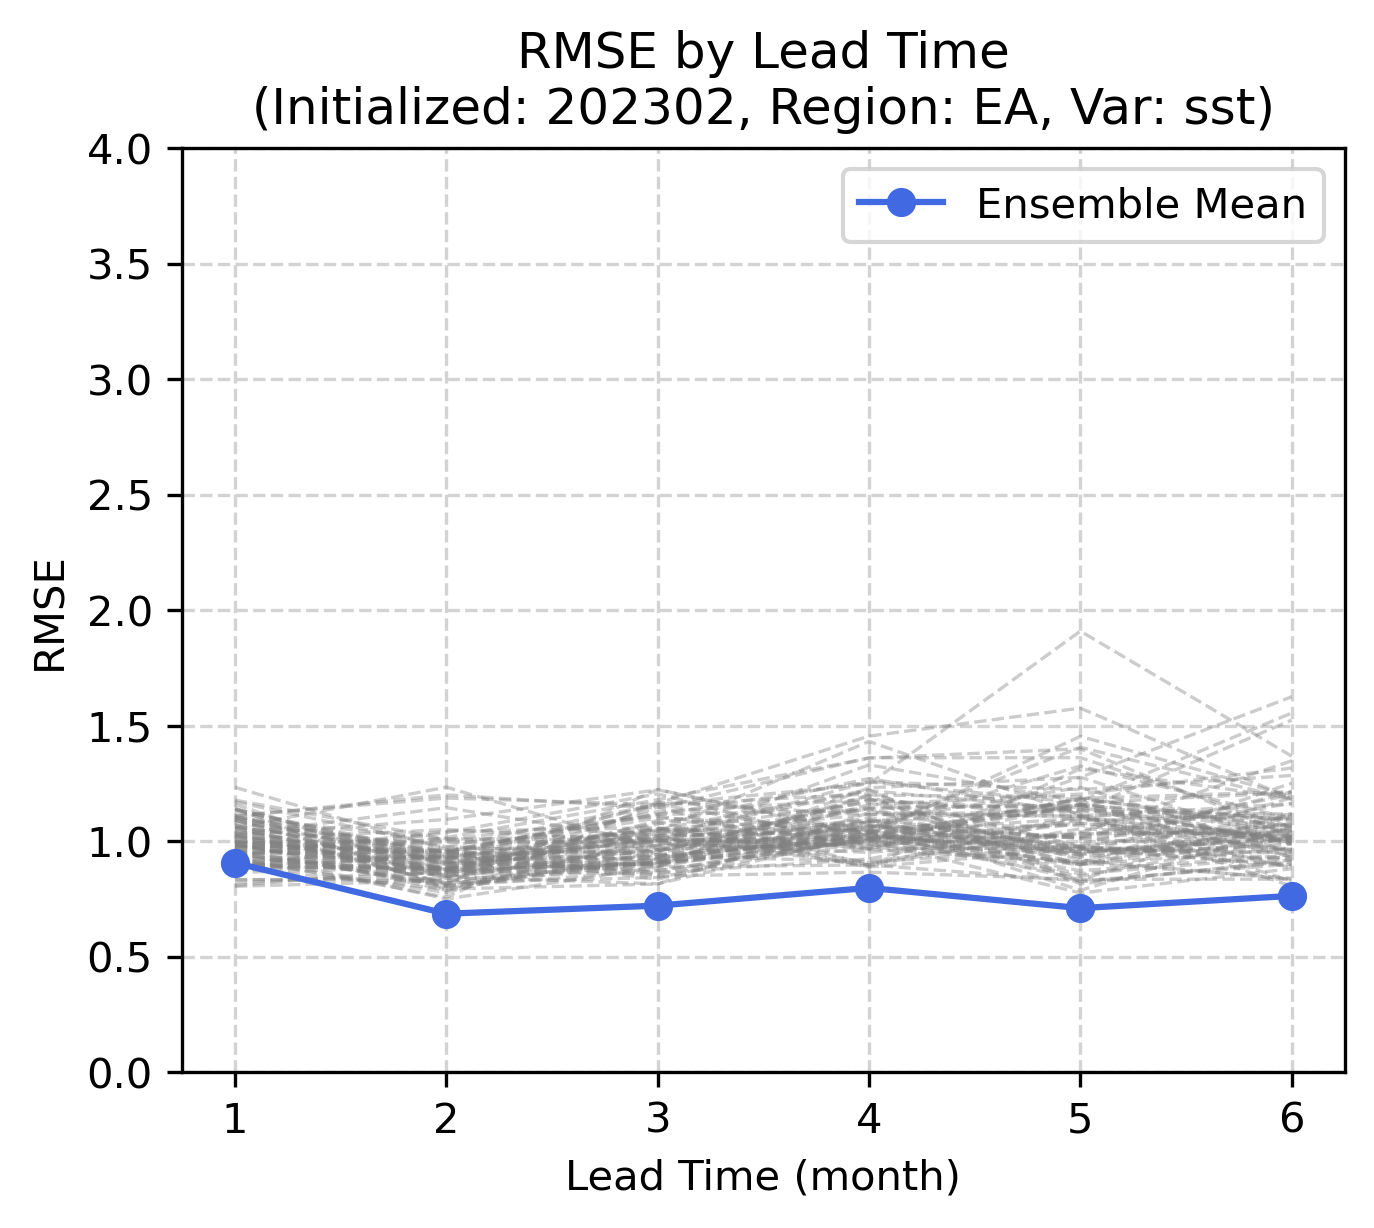 RMSE by Lead Time
(Initialized: 202302, Region: EA, Var: sst)
Ensemble Mean
RMSE
4.0
3.5
3.0
2.5
2.0
1.5
1.0
0.5
0.0
1 2 3 4 5 6
Lead Time (month)